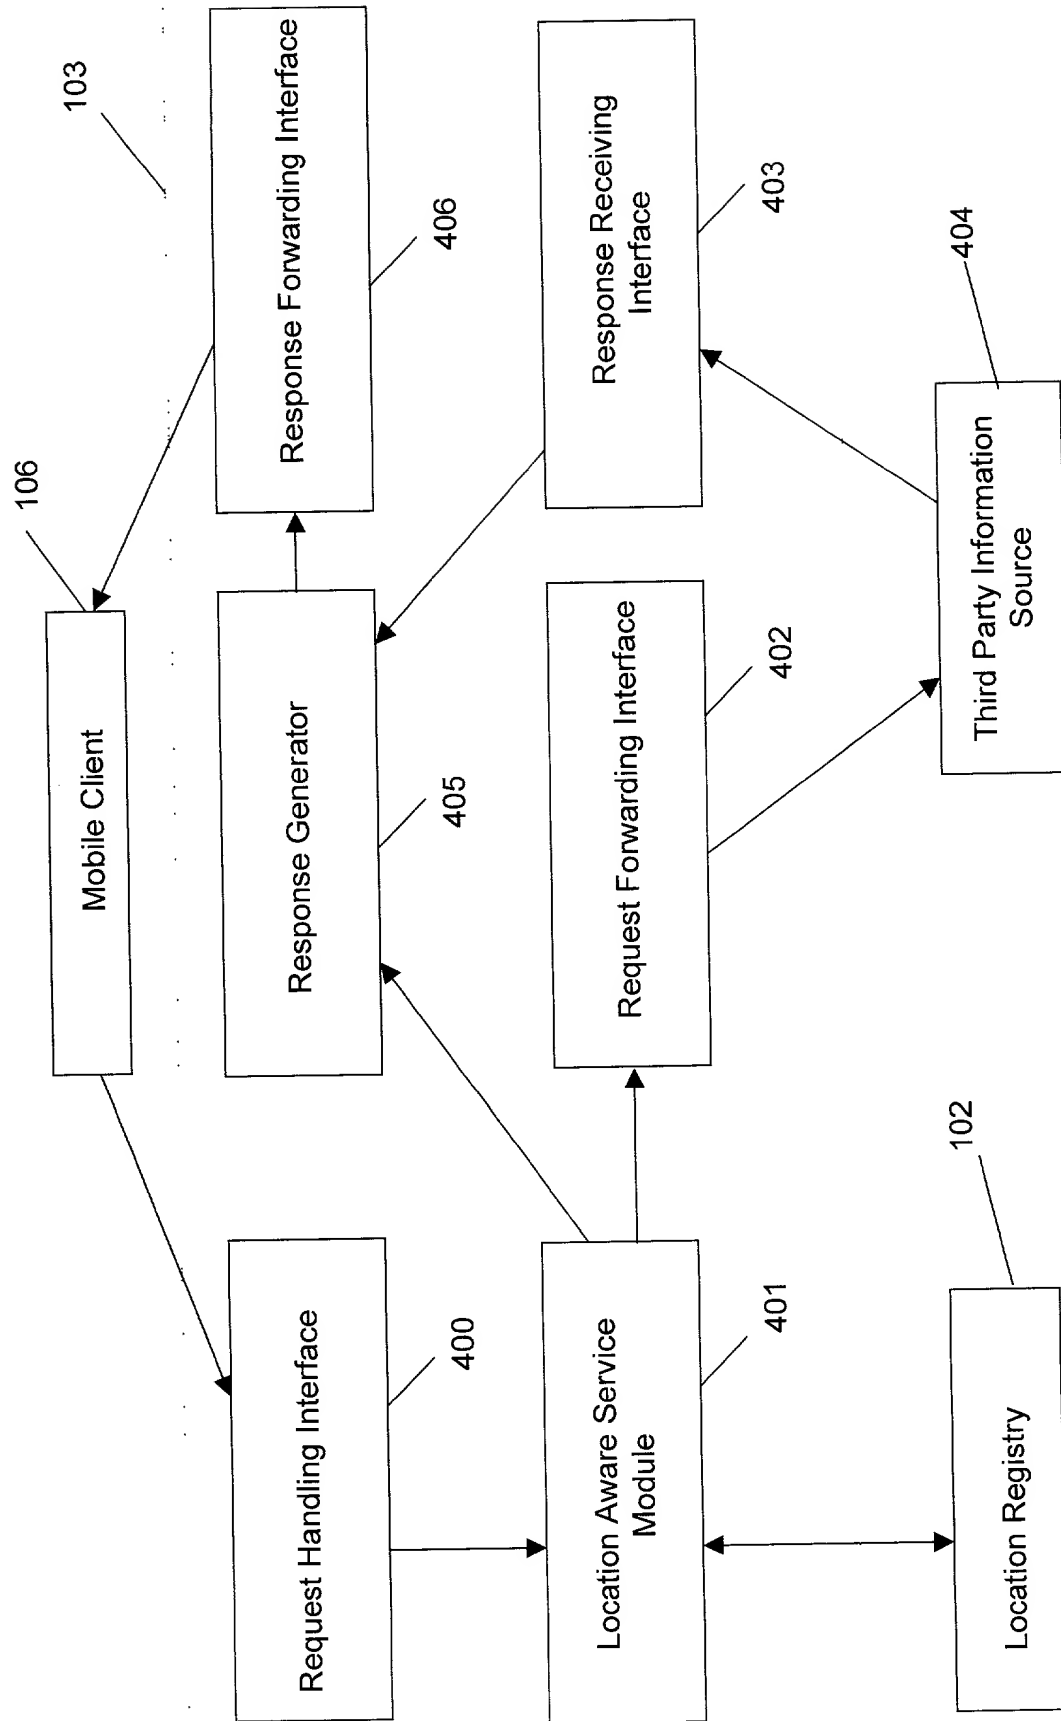 103
106
Mobile Client
Request Handling Interface
400
Response Generator
405
Response Forwarding Interface
406
Location Aware Service
Module
401
Request Forwarding Interface
402
Response Receiving
Interface
403
Location Registry
102
Third Party Information
Source
404